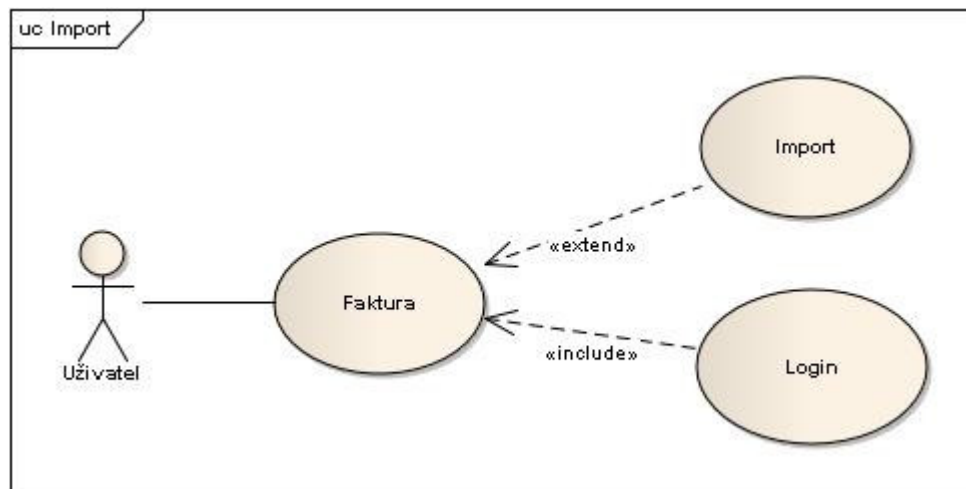 uc Import
Import
«extend»
Faktura
«include»
Login
Uživatel